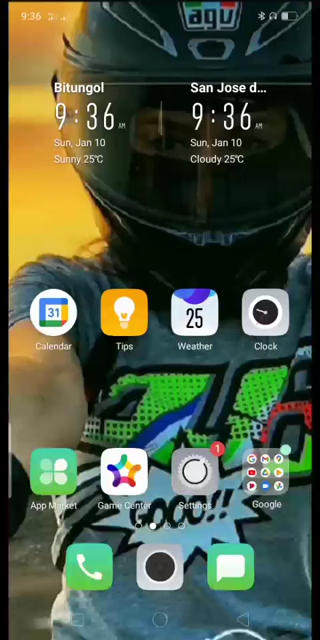 9:36
agv
Bitungol
San Jose d...
9:36 AM
9:36 AM
Sun, Jan 10
Sun, Jan 10
Sunny 25°C
Cloudy 25°C
31
25
Calendar
Tips
Weather
Clock
1
App Market
Game Center
Settings
Google